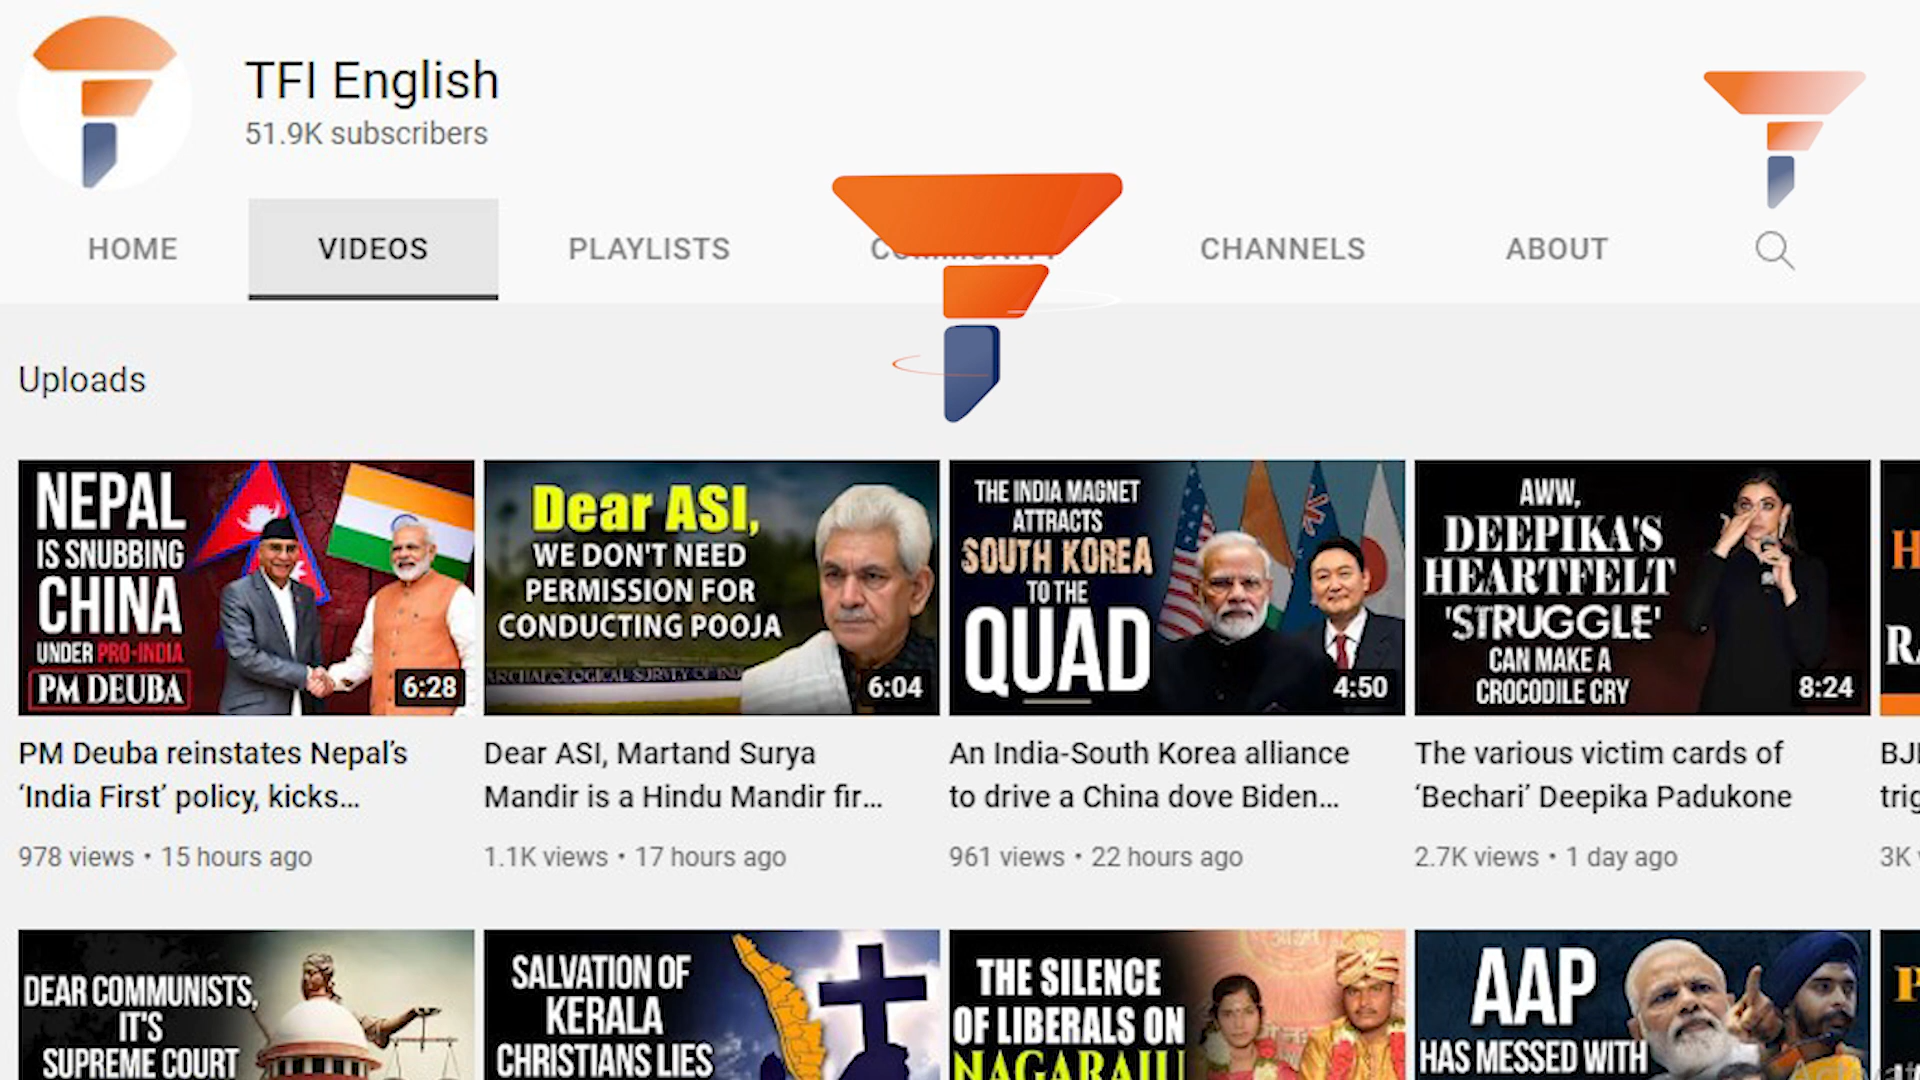 TFI English
51.9K subscribers
HOME
VIDEOS
PLAYLISTS
CHANNELS
ABOUT
Uploads
NEPAL
IS SNUBBING
CHINA
UNDER PRO-INDIA
PM DEUBA
6:28
Dear ASI,
WE DON'T NEED
PERMISSION FOR
CONDUCTING POOJA
ARCHAEOLOGICAL SURVEY OF
6:04
THE INDIA MAGNET
ATTRACTS
SOUTH KOREA
TO THE
QUAD
4:50
AWW,
DEEPIKA'S
HEARTFELT
'STRUGGLE'
CAN MAKE A
CROCODILE CRY
8:24
PM Deuba reinstates Nepal's
'India First' policy, kicks...
978 views • 15 hours ago
Dear ASI, Martand Surya
Mandir is a Hindu Mandir fir...
1.1K views • 17 hours ago
An India-South Korea alliance
to drive a China dove Biden...
961 views • 22 hours ago
The various victim cards of
'Bechari' Deepika Padukone
2.7K views • 1 day ago
3K
DEAR COMMUNISTS,
IT'S
SUPREME COURT
SALVATION OF
KERALA
CHRISTIANS LIES
THE SILENCE
OF LIBERALS ON
NAGARAJU
AAP
HAS MESSED WITH